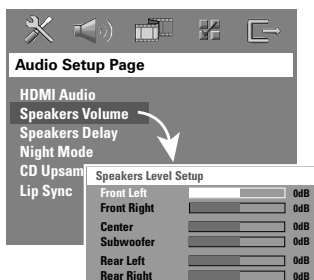 Audio Setup Page
HDMI Audio
Speakers Volume
Speakers Delay
Night Mode
CD Upsam
Lip Sync
Speakers Level Setup
Front Left 0dB
Front Right 0dB
Center 0dB
Subwoofer 0dB
Rear Left 0dB
Rear Right 0dB